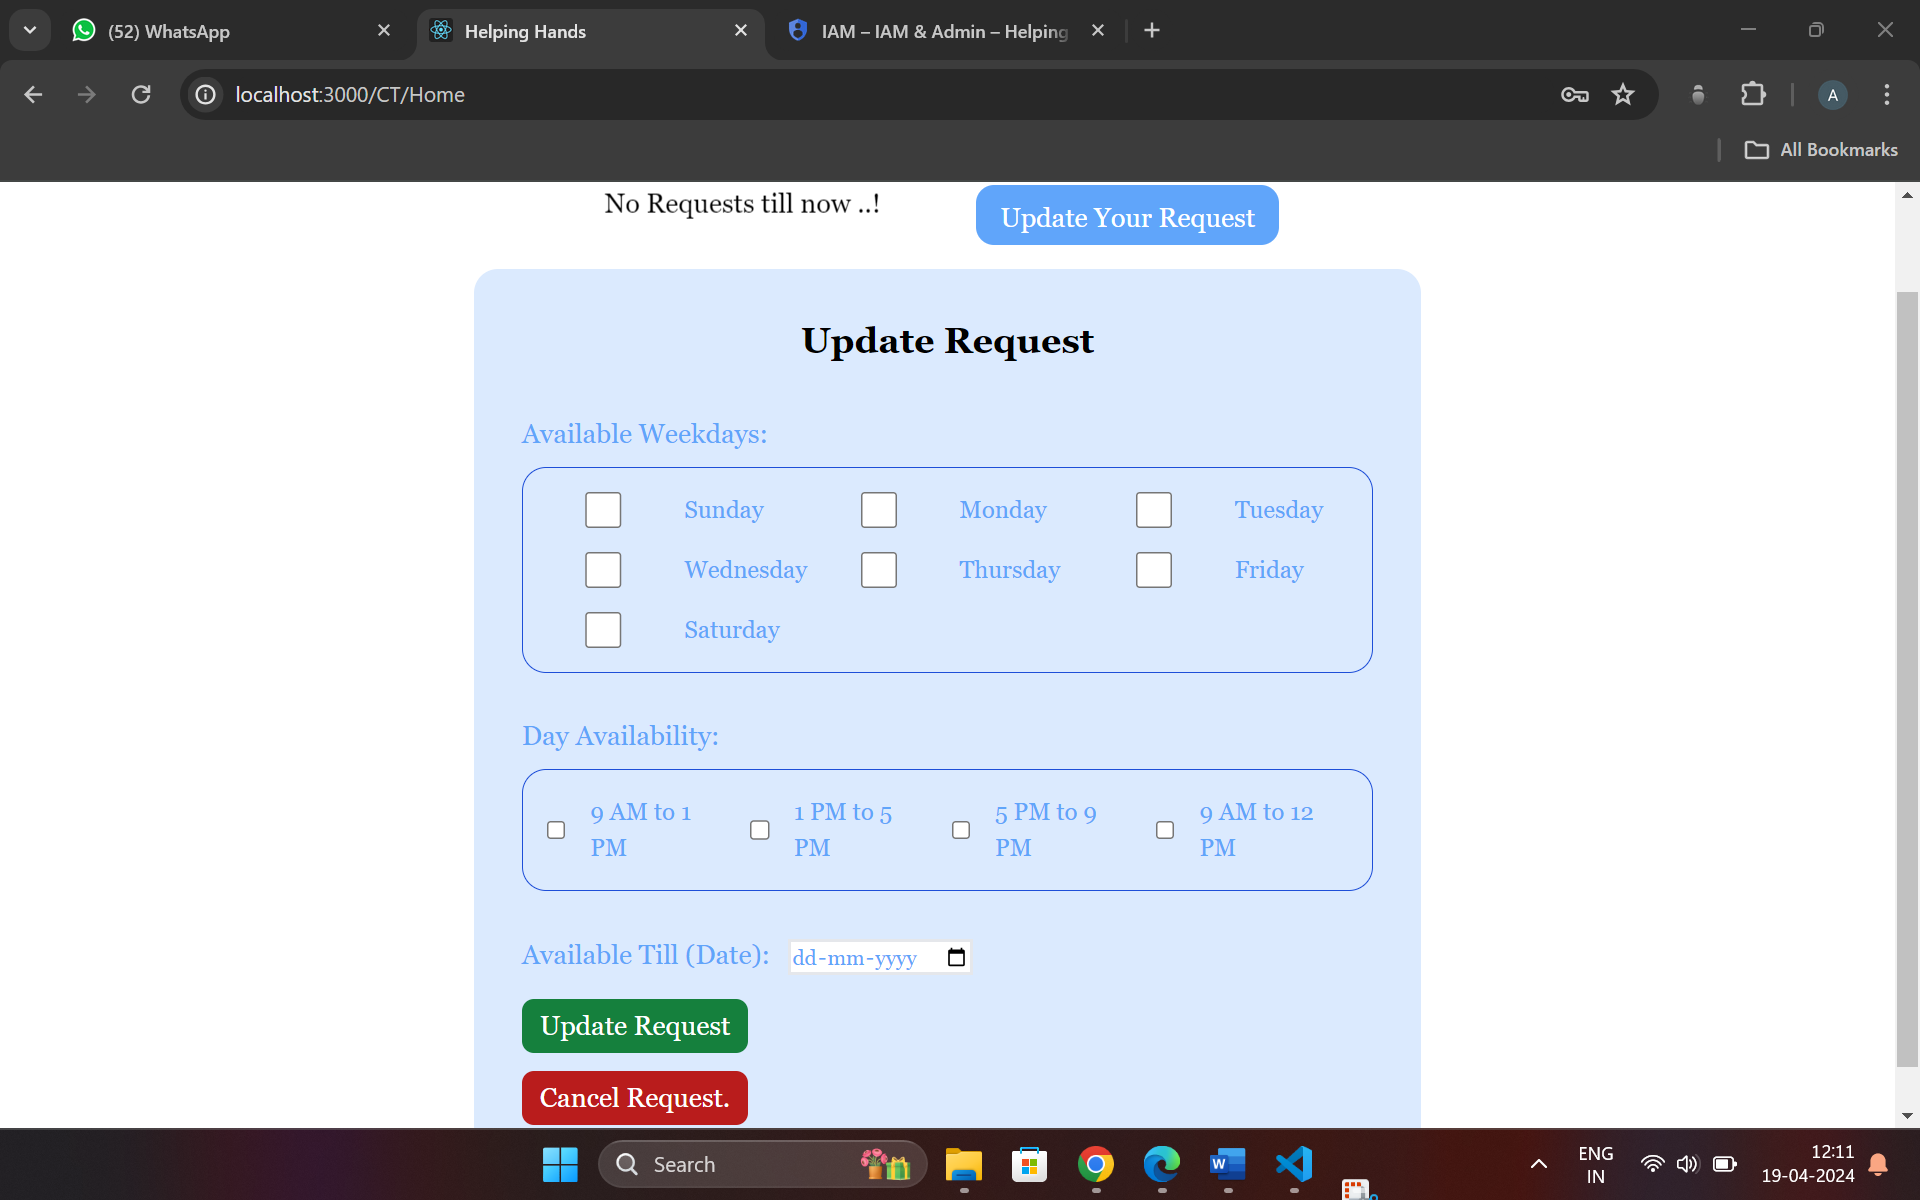 (52) WhatsApp
Helping Hands
IAM – IAM & Admin – Helping
localhost:3000/CT/Home
A
All Bookmarks
No Requests till now ..!
Update Your Request
Update Request
Available Weekdays:
Sunday Monday Tuesday
Wednesday Thursday Friday
Saturday
Day Availability:
9 AM to 1 1 PM to 5 5 PM to 9 9 AM to 12
PM PM PM PM
Available Till (Date): dd-mm-yyyy
Update Request
Cancel Request.
Search
W
ENG
IN
12:11
19-04-2024